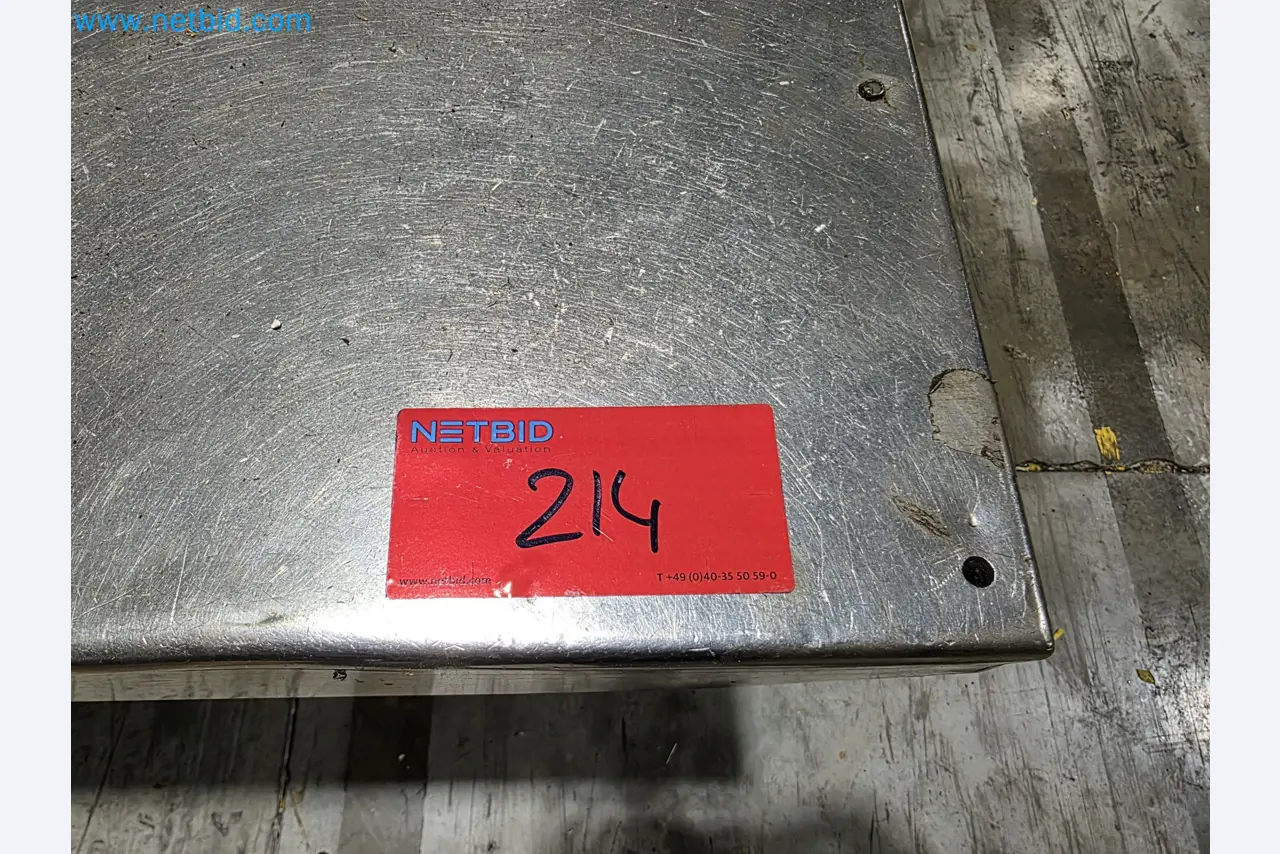 www.netbid.com
NETBID
Auction & Valuation
214
www.netbid.com
T +49 (0)40-35 50 59-0